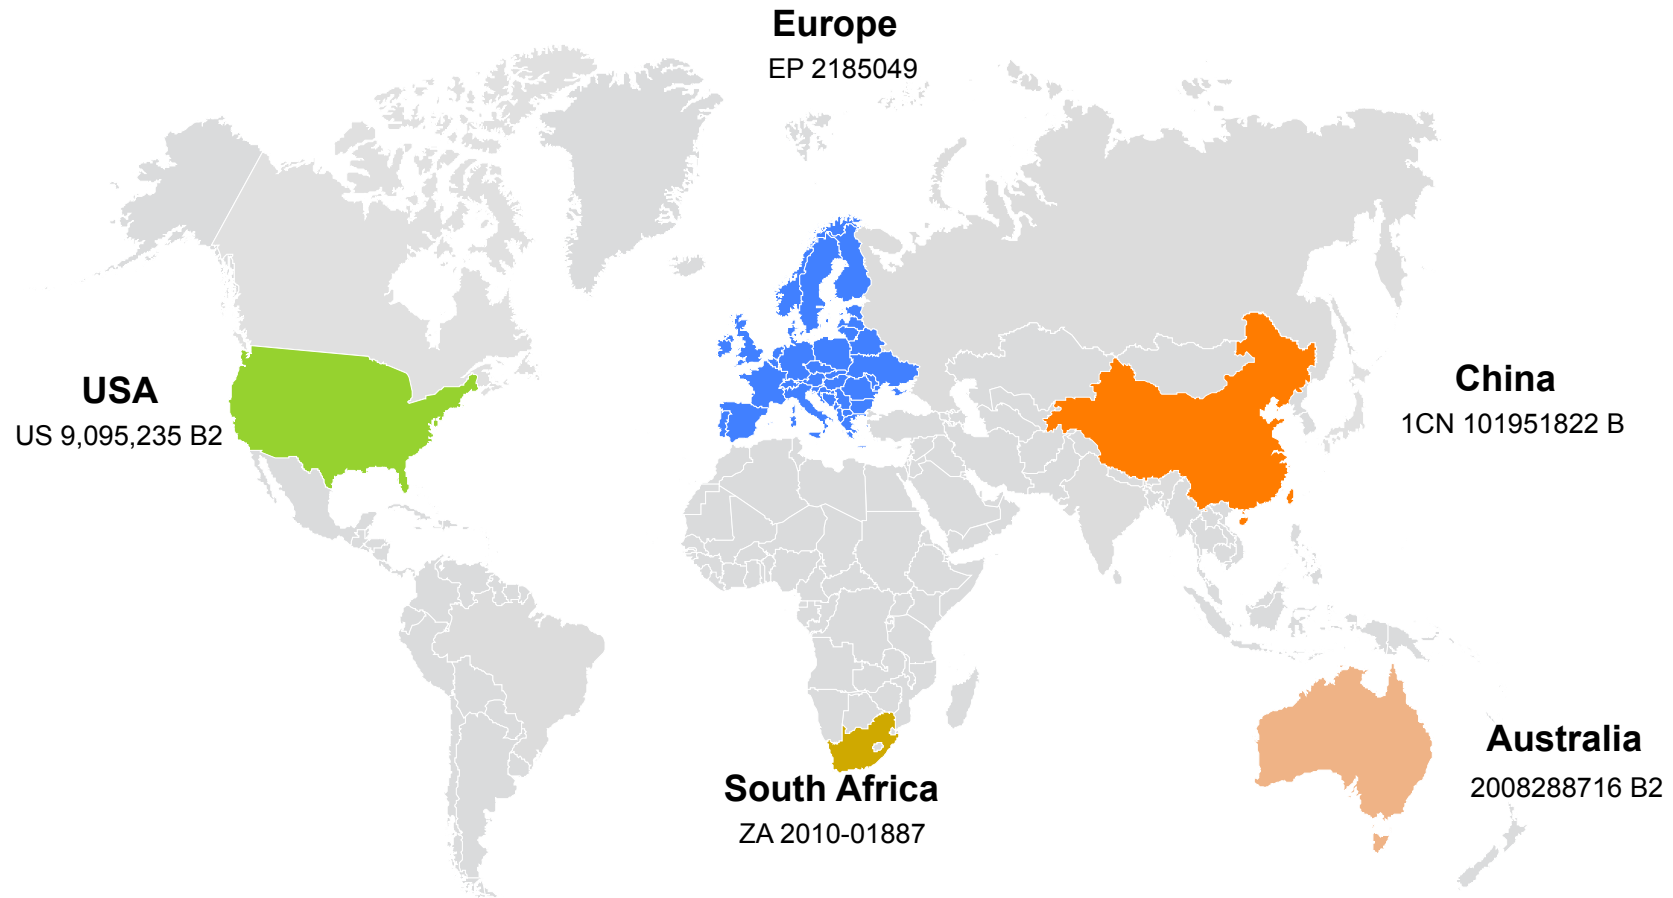 Europe
EP 2185049
USA
US 9,095,235 B2
China
1CN 101951822 B
Australia
2008288716 B2
South Africa
ZA 2010-01887